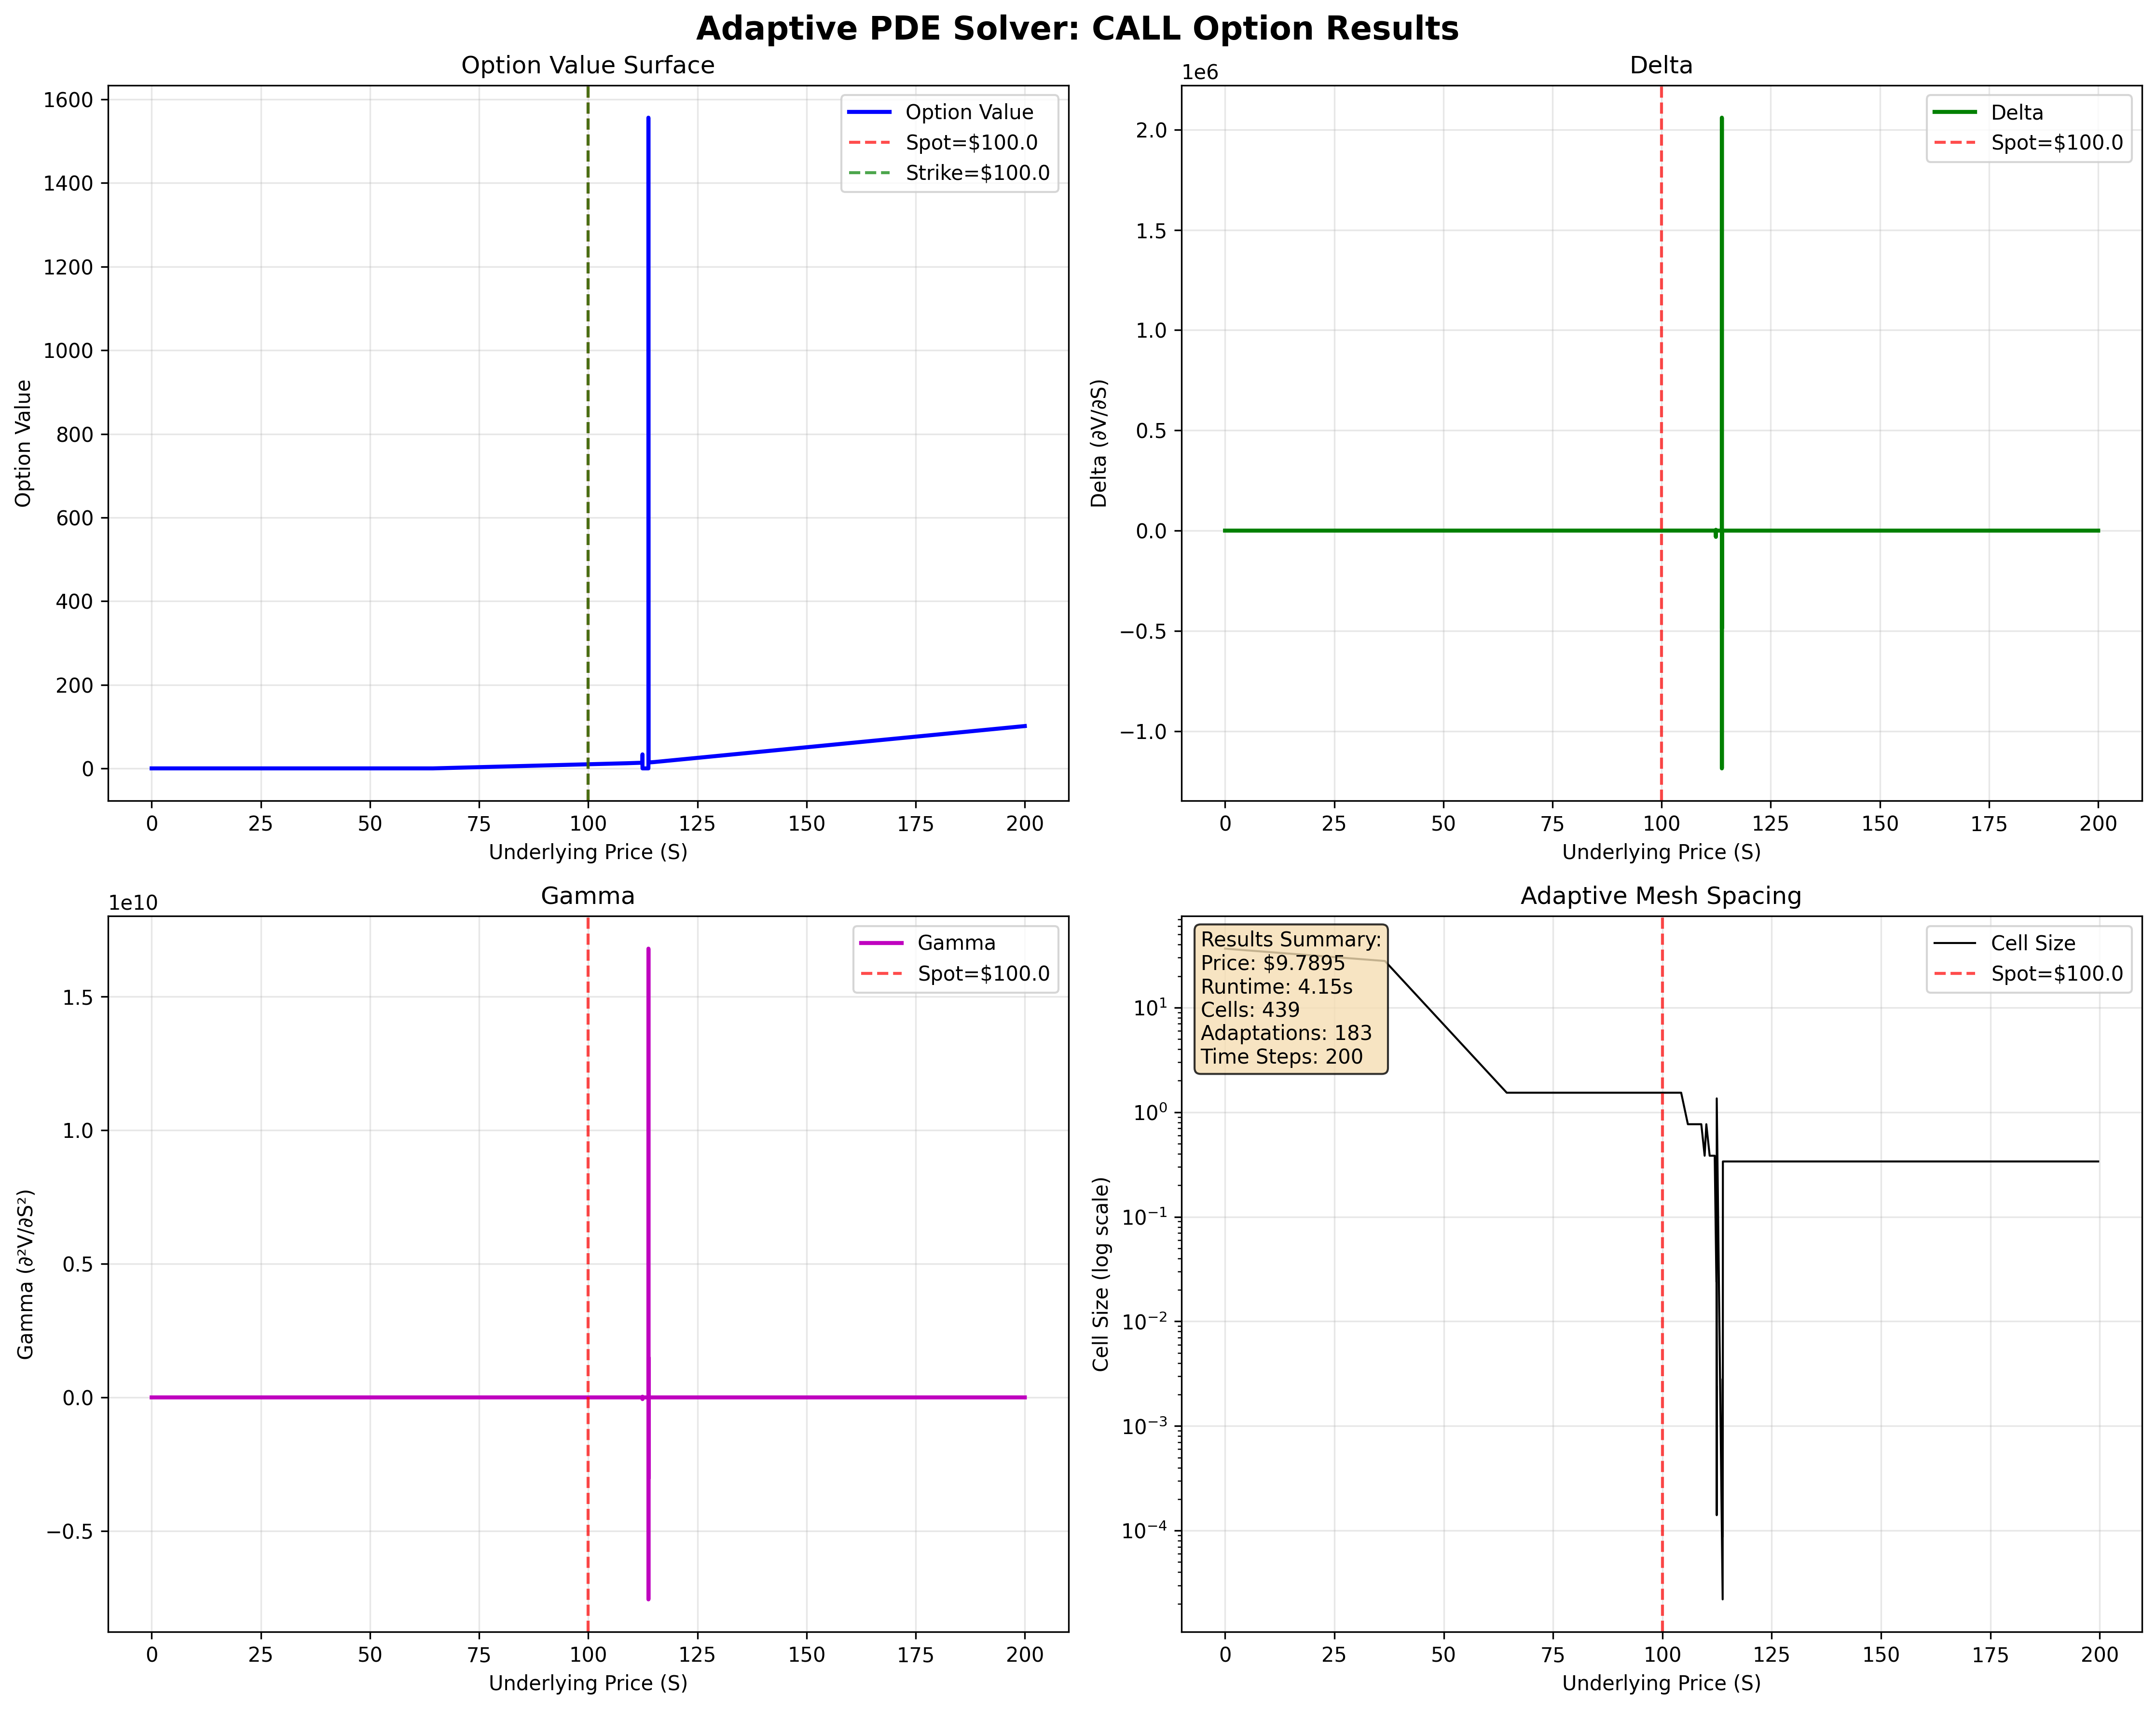 Adaptive PDE Solver: CALL Option Results
Option Value Surface
Option Value
1600
1400
1200
1000
800
600
400
200
0
0 25 50 75 100 125 150 175 200
Underlying Price (S)
Option Value
Spot=$100.0
Strike=$100.0
Delta
1e6
Delta (∂V/∂S)
2.0
1.5
1.0
0.5
0.0
−0.5
−1.0
0 25 50 75 100 125 150 175 200
Underlying Price (S)
Delta
Spot=$100.0
Gamma
1e10
Gamma (∂²V/∂S²)
1.5
1.0
0.5
0.0
−0.5
0 25 50 75 100 125 150 175 200
Underlying Price (S)
Gamma
Spot=$100.0
Adaptive Mesh Spacing
Cell Size (log scale)
10¹
10⁰
10⁻¹
10⁻²
10⁻³
10⁻⁴
0 25 50 75 100 125 150 175 200
Underlying Price (S)
Results Summary:
Price: $9.7895
Runtime: 4.15s
Cells: 439
Adaptations: 183
Time Steps: 200
Cell Size
Spot=$100.0